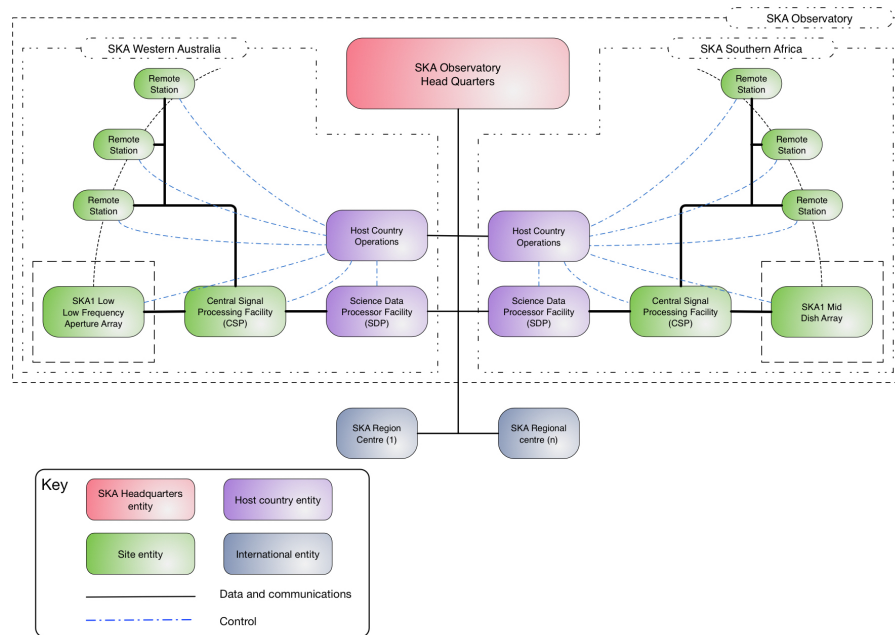 SKA Observatory
SKA Western Australia
SKA Southern Africa
SKA Observatory
Head Quarters
Remote
Station
Remote
Station
Remote
Station
Remote
Station
Remote
Station
Remote
Station
Host Country
Operations
Host Country
Operations
SKA1 Low
Low Frequency
Aperture Array
Central Signal
Processing Facility
(CSP)
Science Data
Processor Facility
(SDP)
Science Data
Processor Facility
(SDP)
Central Signal
Processing Facility
(CSP)
SKA1 Mid
Dish Array
SKA Region
Centre (1)
SKA Regional
centre (n)
Key
SKA Headquarters
entity
Host country entity
Site entity
International entity
Data and communications
Control